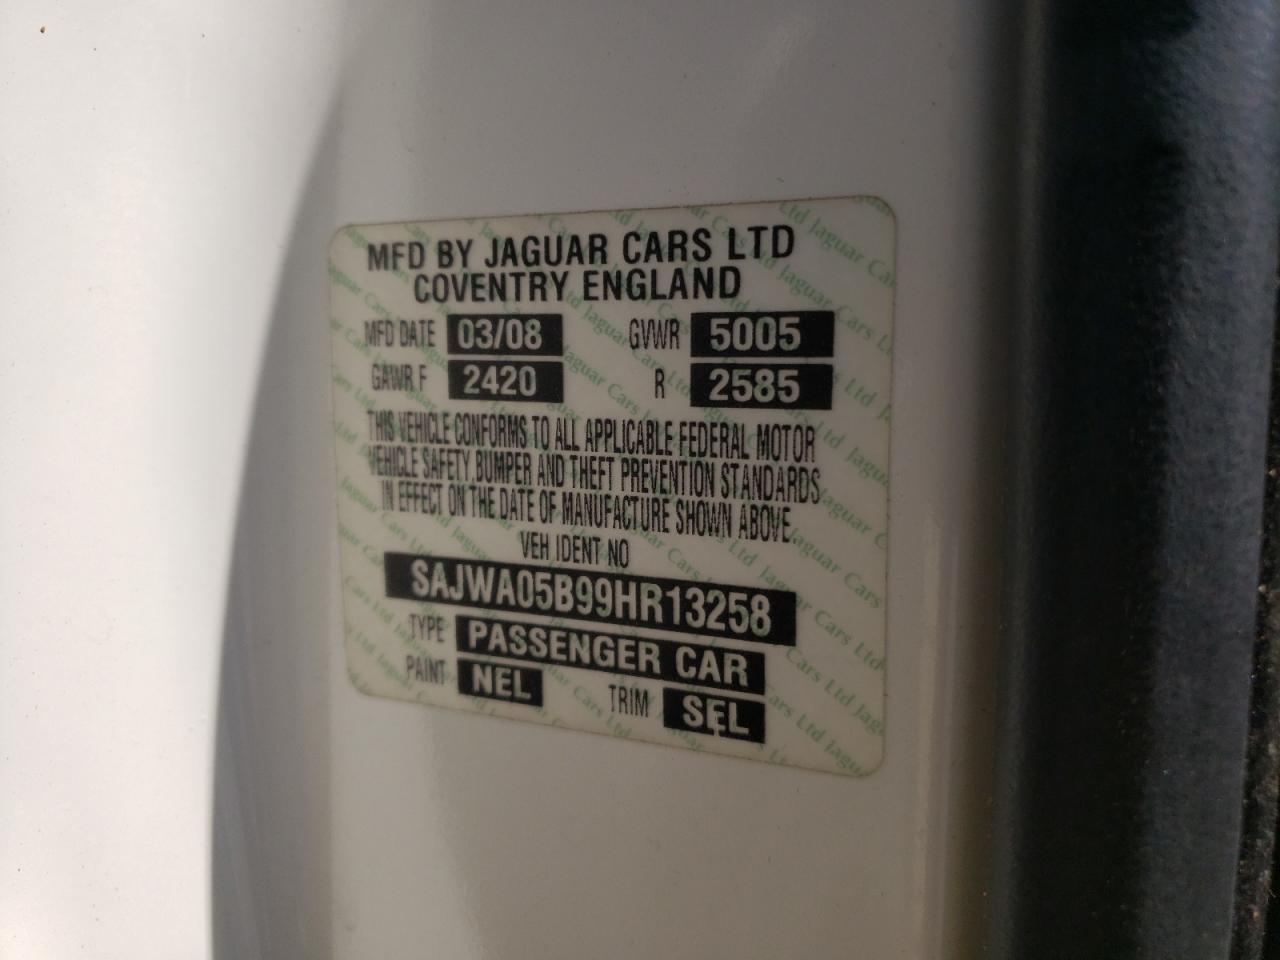 MFD BY JAGUAR CARS LTD
COVENTRY ENGLAND
MFD DATE 03/08 GVWR 5005
GAWR F 2420 R 2585
THIS VEHICLE CONFORMS TO ALL APPLICABLE FEDERAL MOTOR
VEHICLE SAFETY, BUMPER AND THEFT PREVENTION STANDARDS
IN EFFECT ON THE DATE OF MANUFACTURE SHOWN ABOVE.
VEH IDENT NO
SAJWA05B99HR13258
TYPE PASSENGER CAR
PAINT NEL TRIM SEL